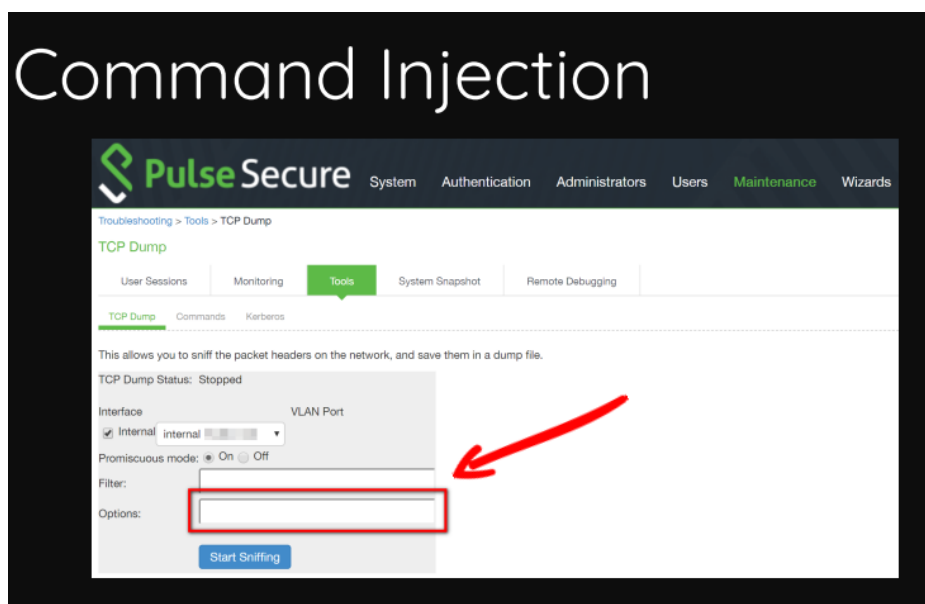 Command Injection
Pulse Secure System Authentication Administrators Users Maintenance Wizards
Troubleshooting > Tools > TCP Dump
TCP Dump
User Sessions Monitoring Tools System Snapshot Remote Debugging
TCP Dump Commands Kerberos
This allows you to sniff the packet headers on the network, and save them in a dump file.
TCP Dump Status: Stopped
Interface VLAN Port
Internal internal
Promiscuous mode: On Off
Filter:
Options:
Start Sniffing